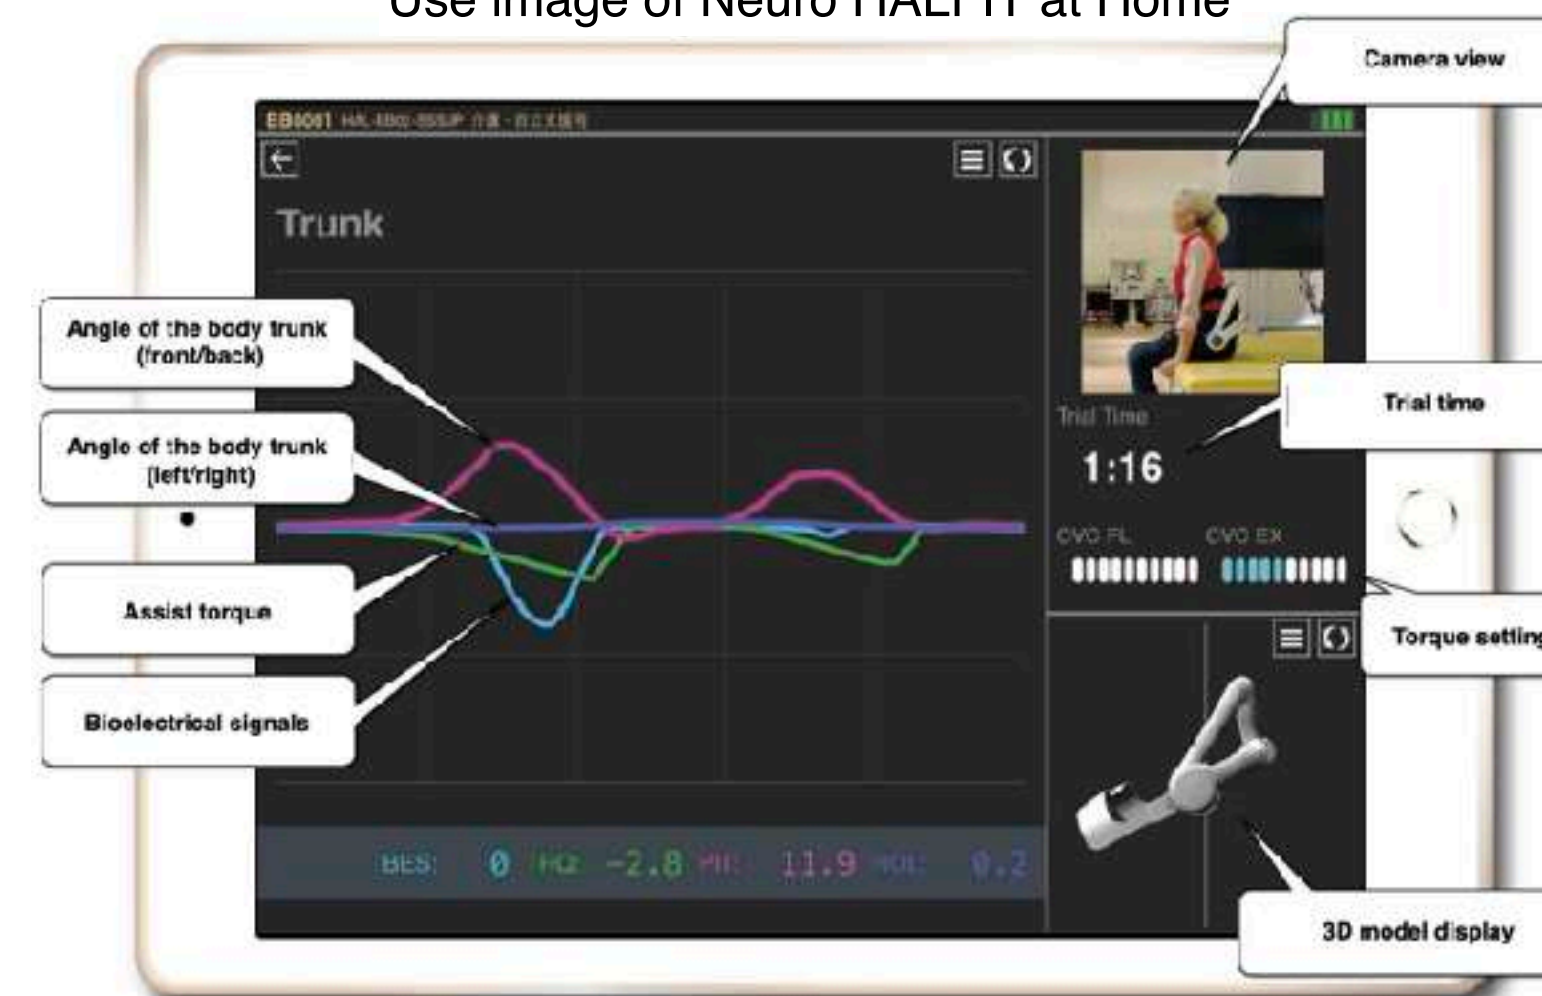 Use image of Neuro HALFIT at Home
Camera view
EB0001
Trunk
Angle of the body trunk
(front/back)
Angle of the body trunk
(left/right)
Trial time
Trial Time
1:16
CVC FL CVC EX
Assist torque
Torque setting
Bioelectrical signals
BES: 0 -2.8 PIT: 11.9 ROL: 0.2
3D model display